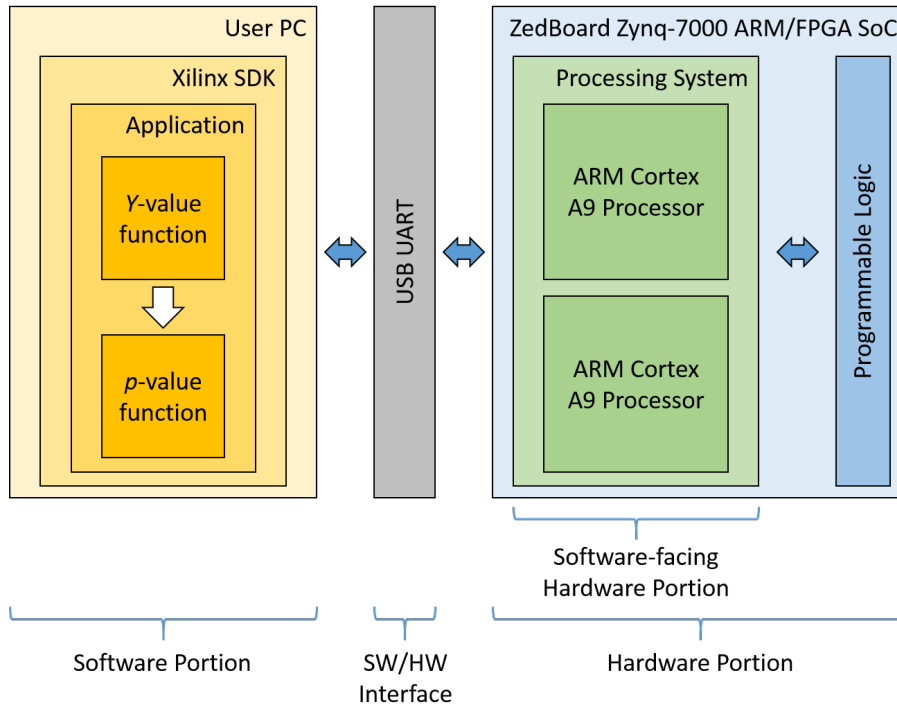 User PC
Xilinx SDK
Application
Y-value
function
p-value
function
USB UART
ZedBoard Zynq-7000 ARM/FPGA SoC
Processing System
ARM Cortex
A9 Processor
ARM Cortex
A9 Processor
Programmable Logic
Software-facing
Hardware Portion
Software Portion
SW/HW
Interface
Hardware Portion